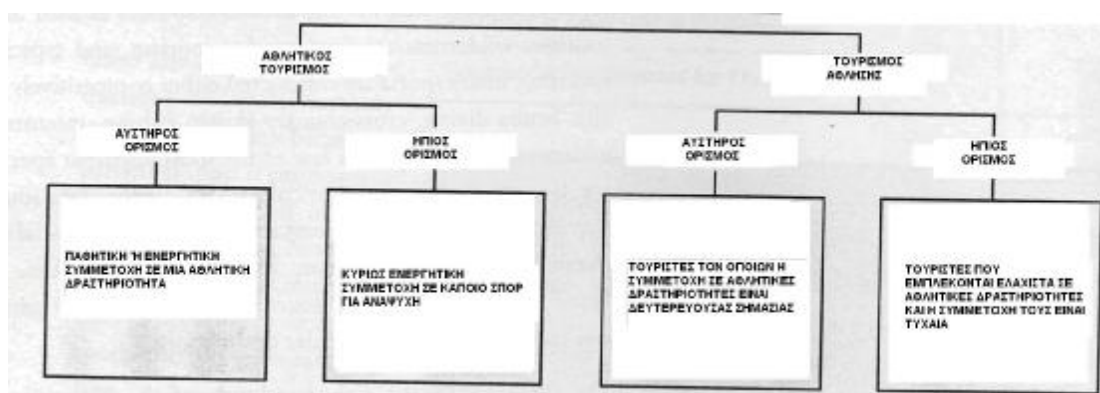 ΑΘΛΗΤΙΚΟΣ
ΤΟΥΡΙΣΜΟΣ
ΤΟΥΡΙΣΜΟΣ
ΑΘΛΗΣΗΣ
ΑΥΣΤΗΡΟΣ
ΟΡΙΣΜΟΣ
ΗΠΙΟΣ
ΟΡΙΣΜΟΣ
ΑΥΣΤΗΡΟΣ
ΟΡΙΣΜΟΣ
ΗΠΙΟΣ
ΟΡΙΣΜΟΣ
ΠΑΘΗΤΙΚΗ Ή ΕΝΕΡΓΗΤΙΚΗ
ΣΥΜΜΕΤΟΧΗ ΣΕ ΜΙΑ ΑΘΛΗΤΙΚΗ
ΔΡΑΣΤΗΡΙΟΤΗΤΑ
ΚΥΡΙΩΣ ΕΝΕΡΓΗΤΙΚΗ
ΣΥΜΜΕΤΟΧΗ ΣΕ ΚΑΠΟΙΟ ΣΠΟΡ
ΓΙΑ ΑΝΑΨΥΧΗ
ΤΟΥΡΙΣΤΕΣ ΤΩΝ ΟΠΟΙΩΝ Η
ΣΥΜΜΕΤΟΧΗ ΣΕ ΑΘΛΗΤΙΚΕΣ
ΔΡΑΣΤΗΡΙΟΤΗΤΕΣ ΕΙΝΑΙ
ΔΕΥΤΕΡΕΥΟΥΣΑΣ ΣΗΜΑΣΙΑΣ
ΤΟΥΡΙΣΤΕΣ ΠΟΥ
ΕΜΠΛΕΚΟΝΤΑΙ ΕΛΑΧΙΣΤΑ ΣΕ
ΑΘΛΗΤΙΚΕΣ ΔΡΑΣΤΗΡΙΟΤΗΤΕΣ
ΚΑΙ Η ΣΥΜΜΕΤΟΧΗ ΤΟΥΣ ΕΙΝΑΙ
ΤΥΧΑΙΑ